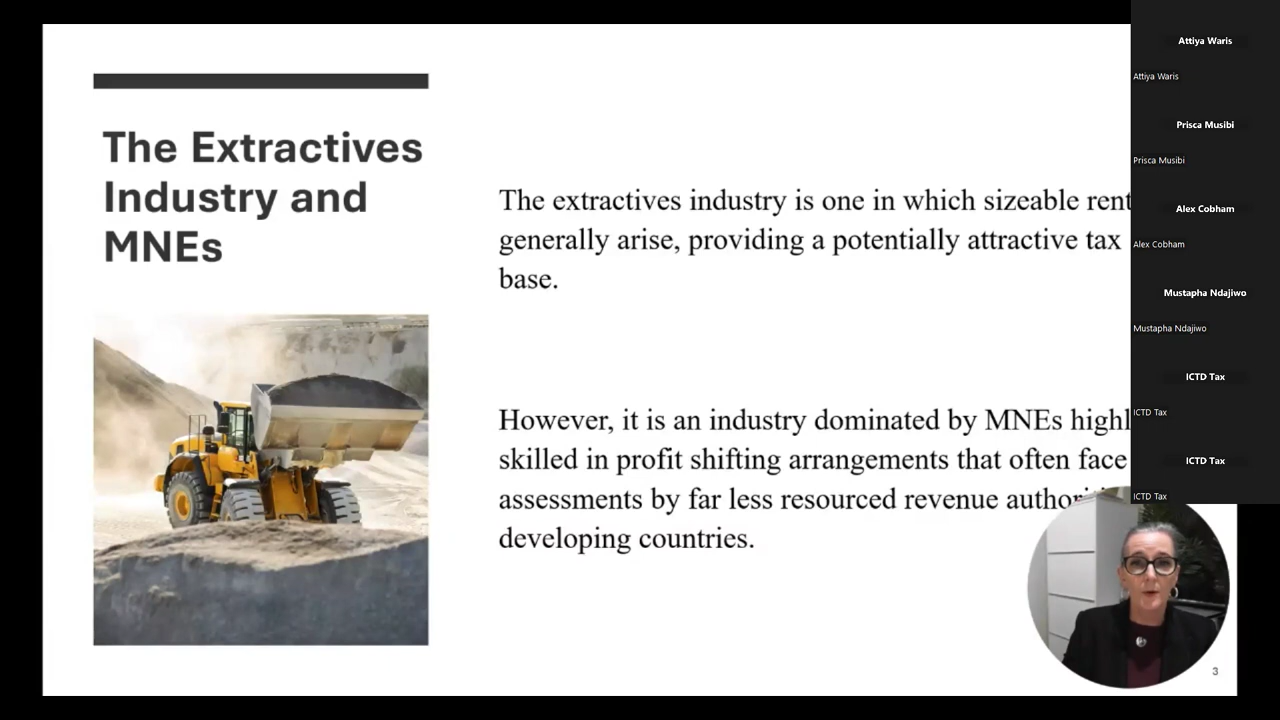 The Extractives
Industry and
MNEs
The extractives industry is one in which sizeable rent
generally arise, providing a potentially attractive tax
base.
However, it is an industry dominated by MNEs highl
skilled in profit shifting arrangements that often face
assessments by far less resourced revenue author
developing countries.
3
Attiya Waris
Attiya Waris
Prisca Musibi
Prisca Musibi
Alex Cobham
Alex Cobham
Mustapha Ndajiwo
Mustapha Ndajiwo
ICTD Tax
ICTD Tax
ICTD Tax
ICTD Tax